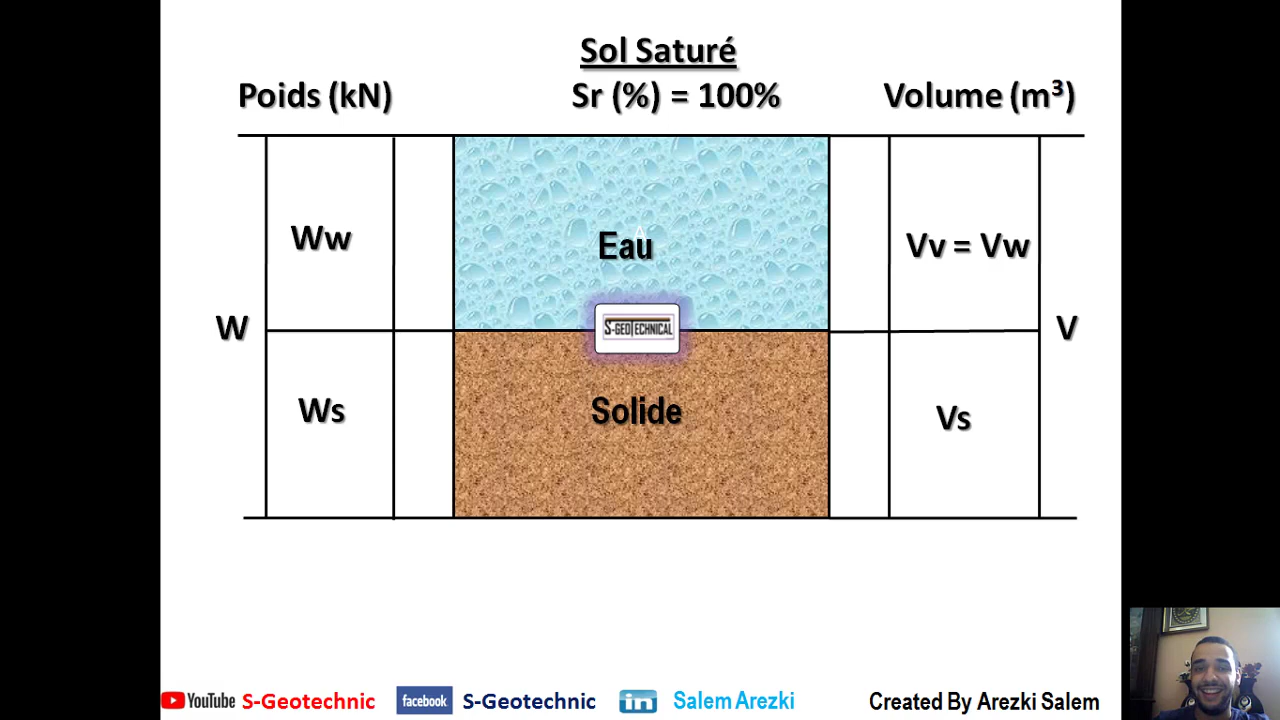 Sol Saturé
Poids (kN) Sr (%) = 100% Volume (m³)
Ww Eau Vv = Vw
W S-GEOTECHNICAL V
Ws Solide Vs
YouTube S-Geotechnic facebook S-Geotechnic in Salem Arezki Created By Arezki Salem